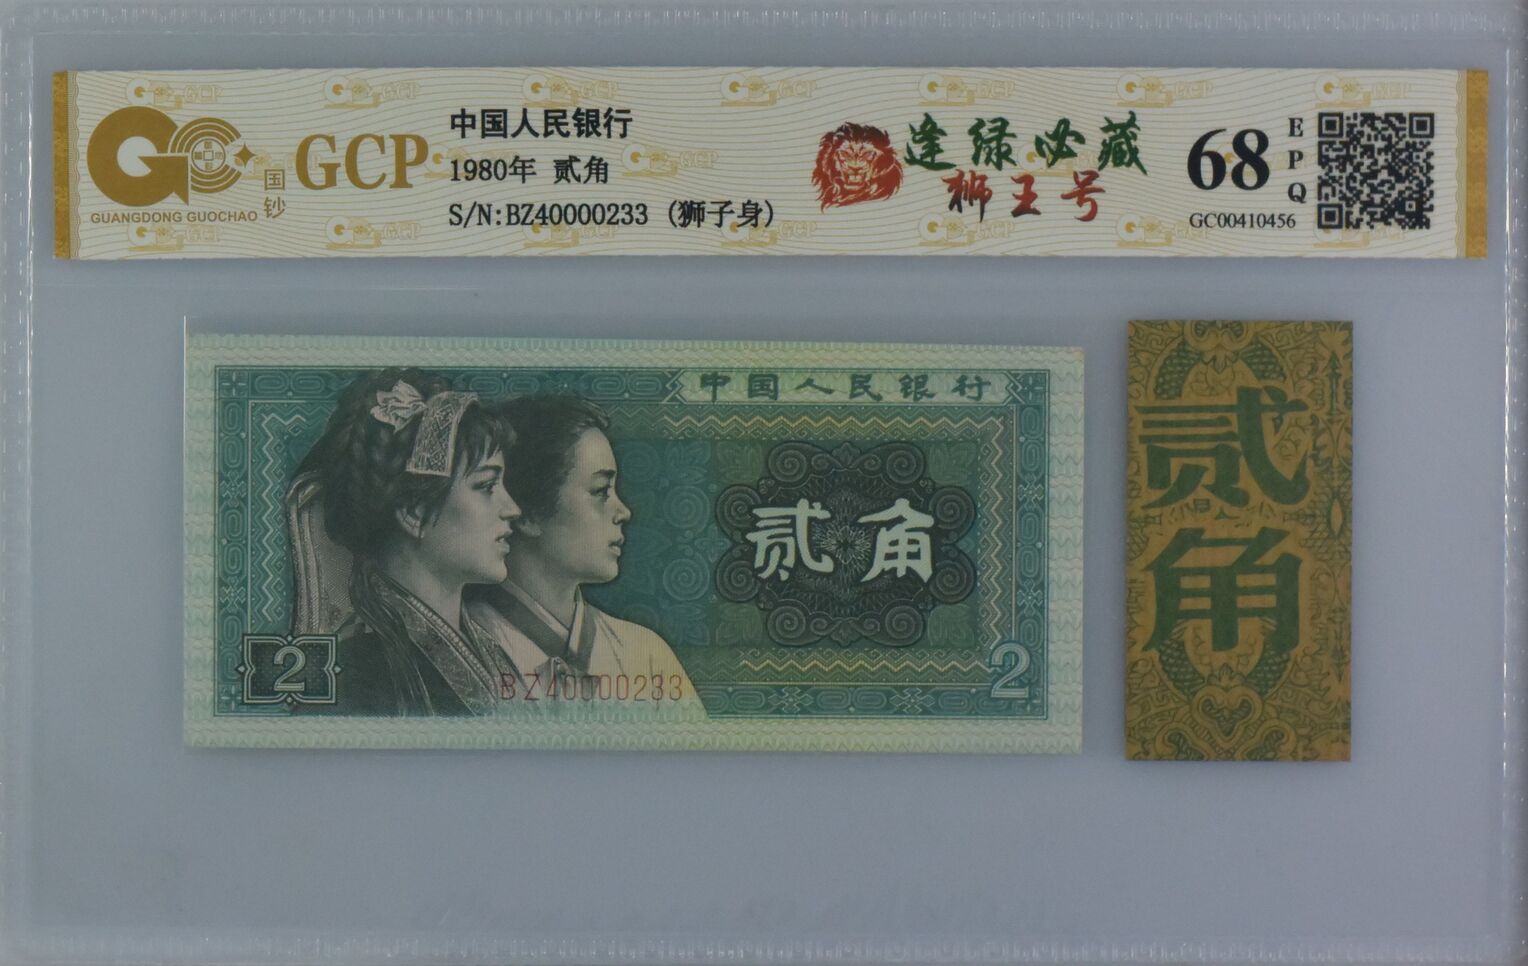 GUANGDONG GUOCHAO
国钞
GCP
中国人民银行
1980年 贰角
S/N:BZ40000233 (狮子身)
逢绿必藏
狮王号
68
EPQ
GC00410456
中国人民银行
贰角
2
BZ40000233
2
贰角